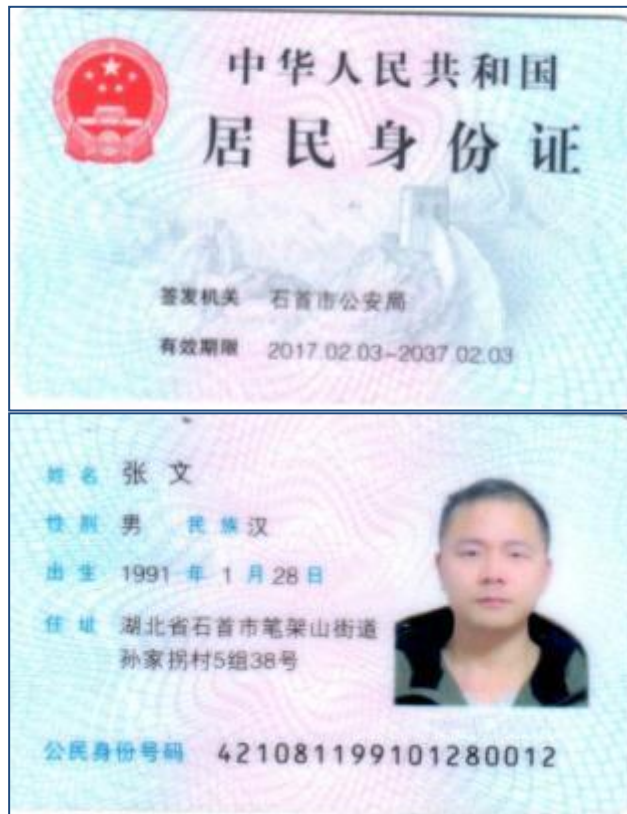 中华人民共和国
居民身份证
签发机关 石首市公安局
有效期限 2017.02.03-2037.02.03
姓名 张文
性别 男 民族 汉
出生 1991 年 1 月 28 日
住址 湖北省石首市笔架山街道
孙家拐村5组38号
公民身份号码 421081199101280012